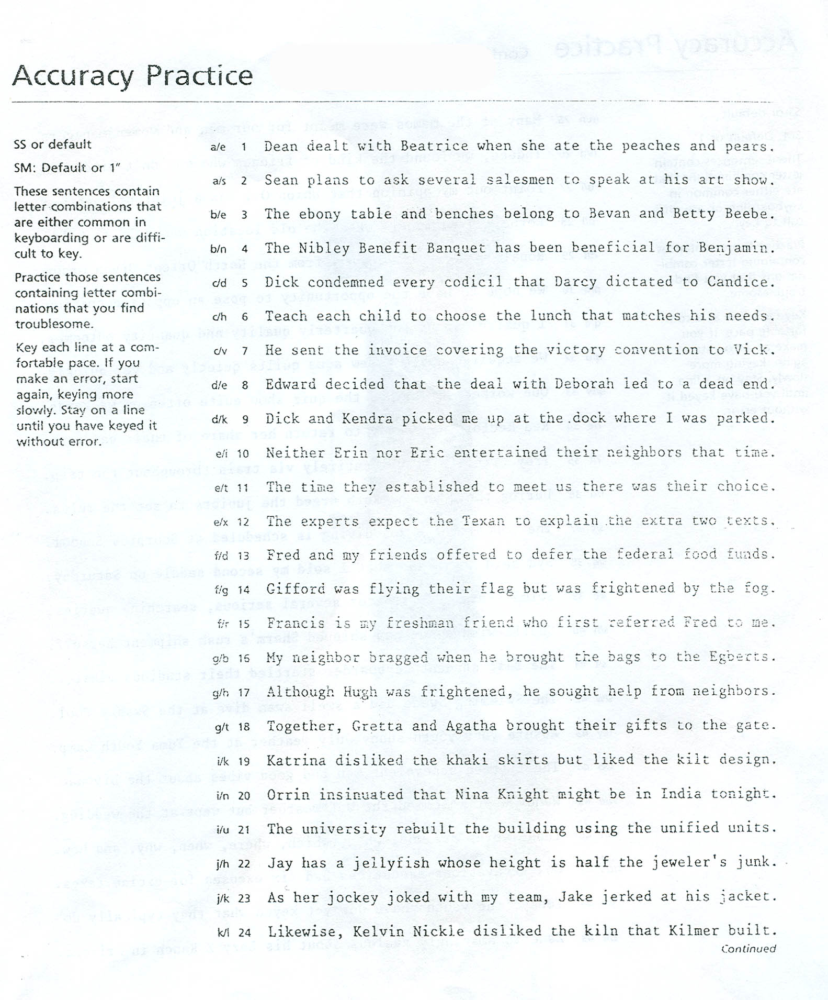 Accuracy Practice
SS or default
SM: Default or 1"
These sentences contain
letter combinations that
are either common in
keyboarding or are diffi-
cult to key.
Practice those sentences
containing letter combi-
nations that you find
troublesome.
Key each line at a com-
fortable pace. If you
make an error, start
again, keying more
slowly. Stay on a line
until you have keyed it
without error.
a/e 1 Dean dealt with Beatrice when she ate the peaches and pears.
a/s 2 Sean plans to ask several salesmen to speak at his art show.
b/e 3 The ebony table and benches belong to Bevan and Betty Beebe.
b/n 4 The Nibley Benefit Banquet has been beneficial for Benjamin.
c/d 5 Dick condemned every codicil that Darcy dictated to Candice.
c/h 6 Teach each child to choose the lunch that matches his needs.
c/v 7 He sent the invoice covering the victory convention to Vick.
d/e 8 Edward decided that the deal with Deborah led to a dead end.
d/k 9 Dick and Kendra picked me up at the dock where I was parked.
e/i 10 Neither Erin nor Eric entertained their neighbors that time.
e/t 11 The time they established to meet us there was their choice.
e/x 12 The experts expect the Texan to explain the extra two texts.
f/d 13 Fred and my friends offered to defer the federal food funds.
f/g 14 Gifford was flying their flag but was frightened by the fog.
f/r 15 Francis is my freshman friend who first referred Fred to me.
g/b 16 My neighbor bragged when he brought the bags to the Egberts.
g/h 17 Although Hugh was frightened, he sought help from neighbors.
g/t 18 Together, Gretta and Agatha brought their gifts to the gate.
i/k 19 Katrina disliked the khaki skirts but liked the kilt design.
i/n 20 Orrin insinuated that Nina Knight might be in India tonight.
i/u 21 The university rebuilt the building using the unified units.
j/h 22 Jay has a jellyfish whose height is half the jeweler's junk.
j/k 23 As her jockey joked with my team, Jake jerked at his jacket.
k/l 24 Likewise, Kelvin Nickle disliked the kiln that Kilmer built.
Continued